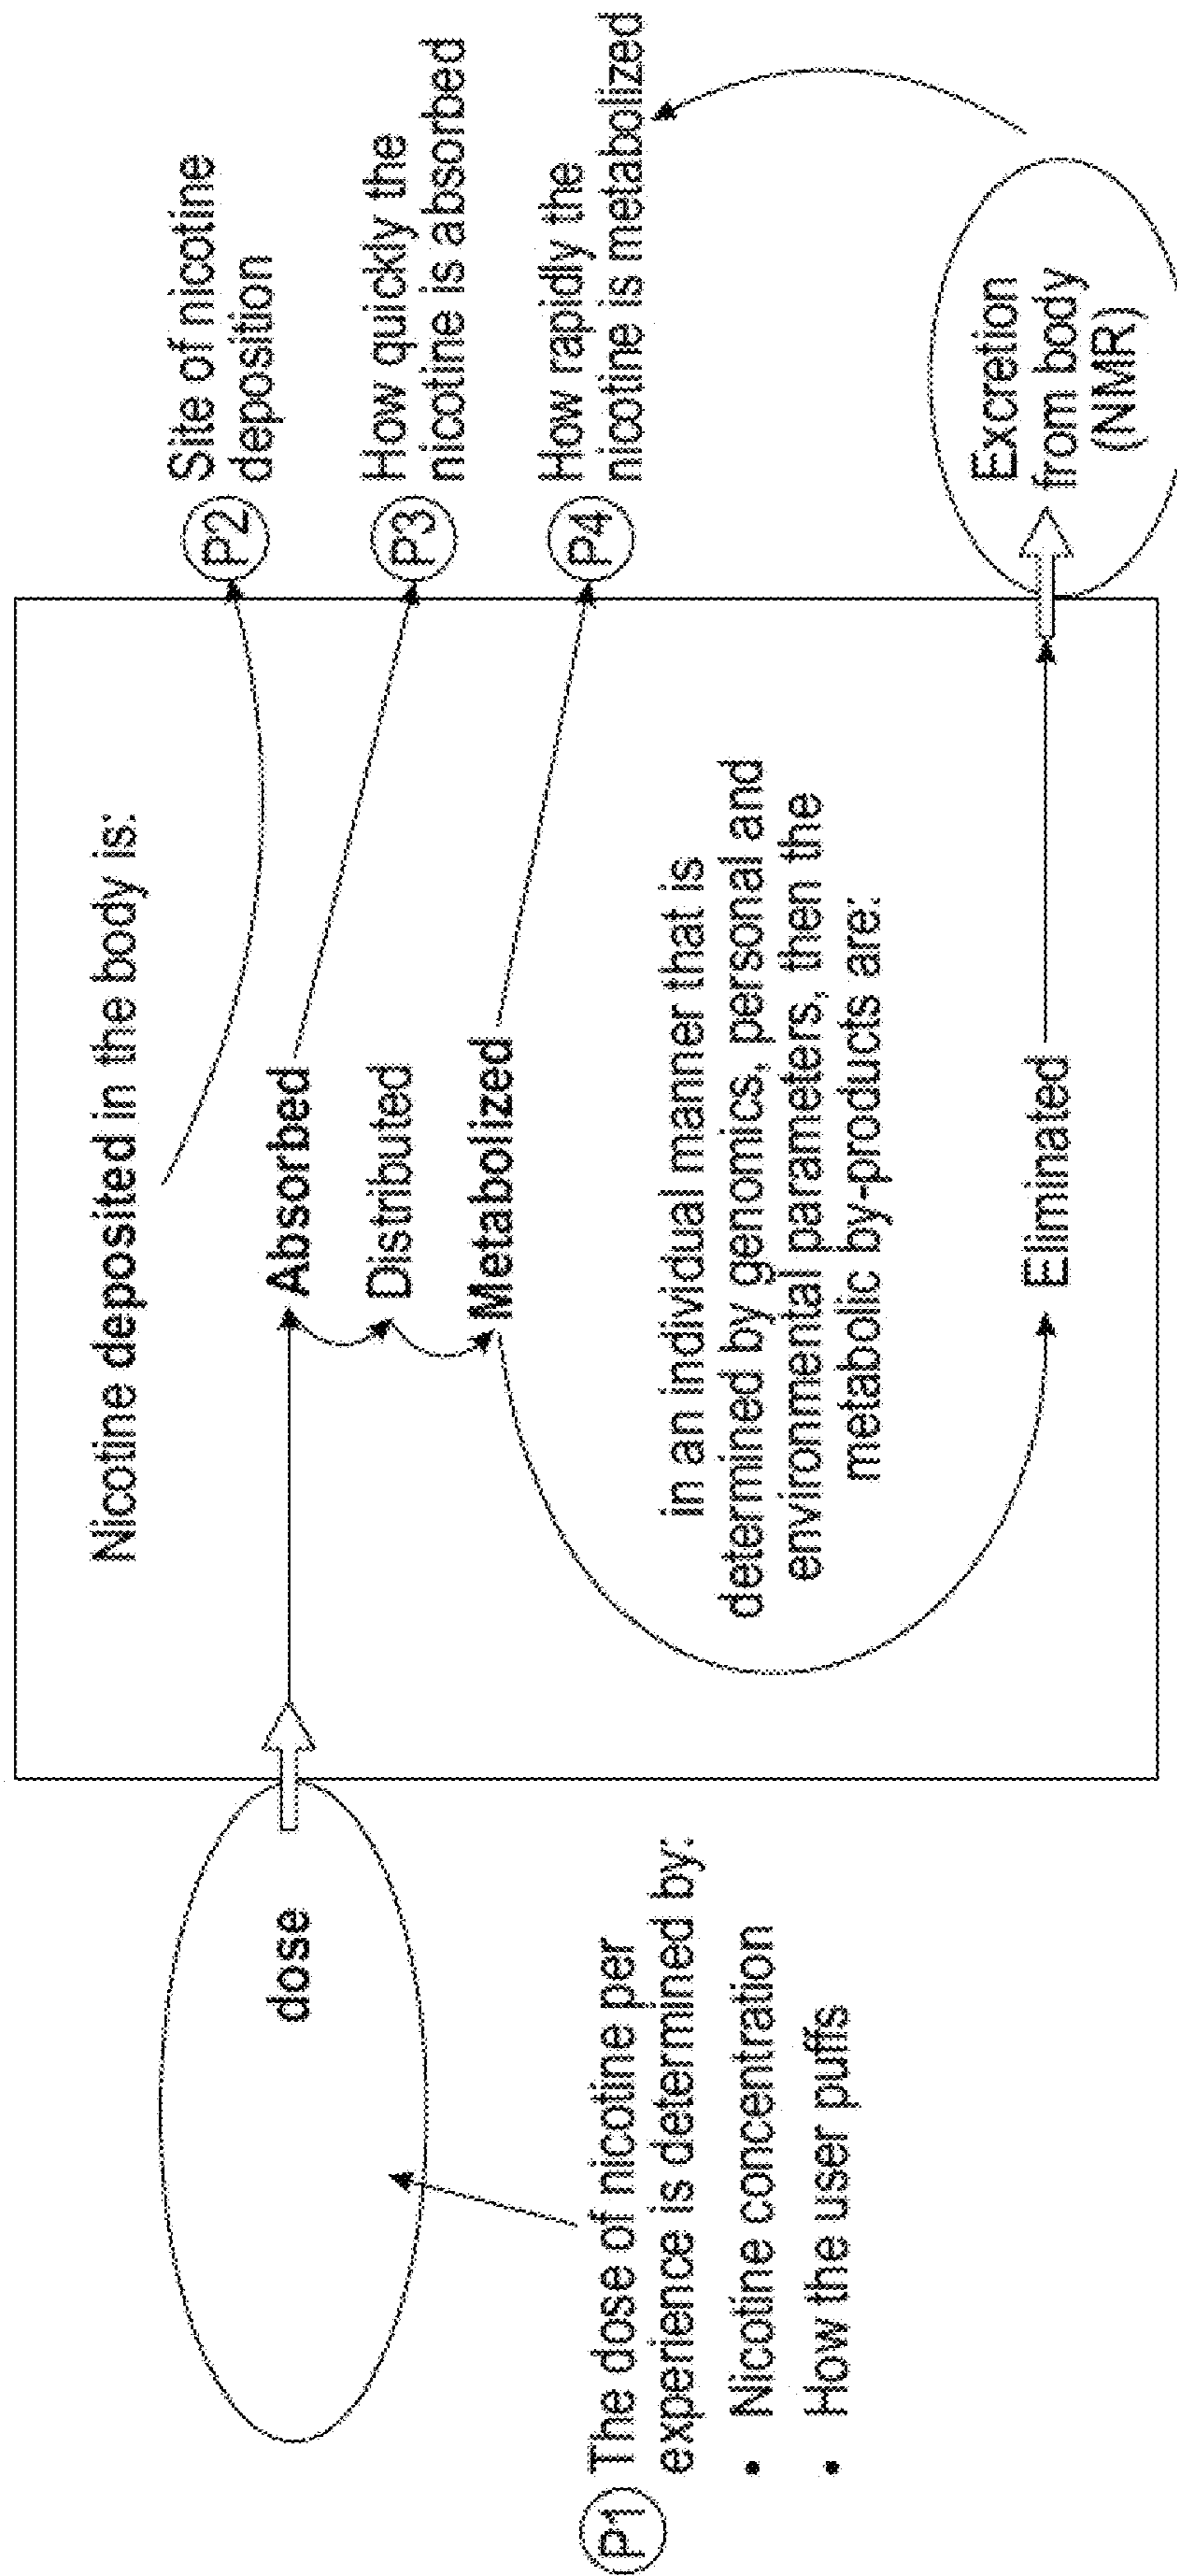 dose
P1 The dose of nicotine per
experience is determined by:
• Nicotine concentration
• How the user puffs
Nicotine deposited in the body is:
Absorbed
Distributed
Metabolized
in an individual manner that is
determined by genomics, personal and
environmental parameters, then the
metabolic by-products are:
Eliminated
P2 Site of nicotine
deposition
P3 How quickly the
nicotine is absorbed
P4 How rapidly the
nicotine is metabolized
Excretion
from body
(NMR)